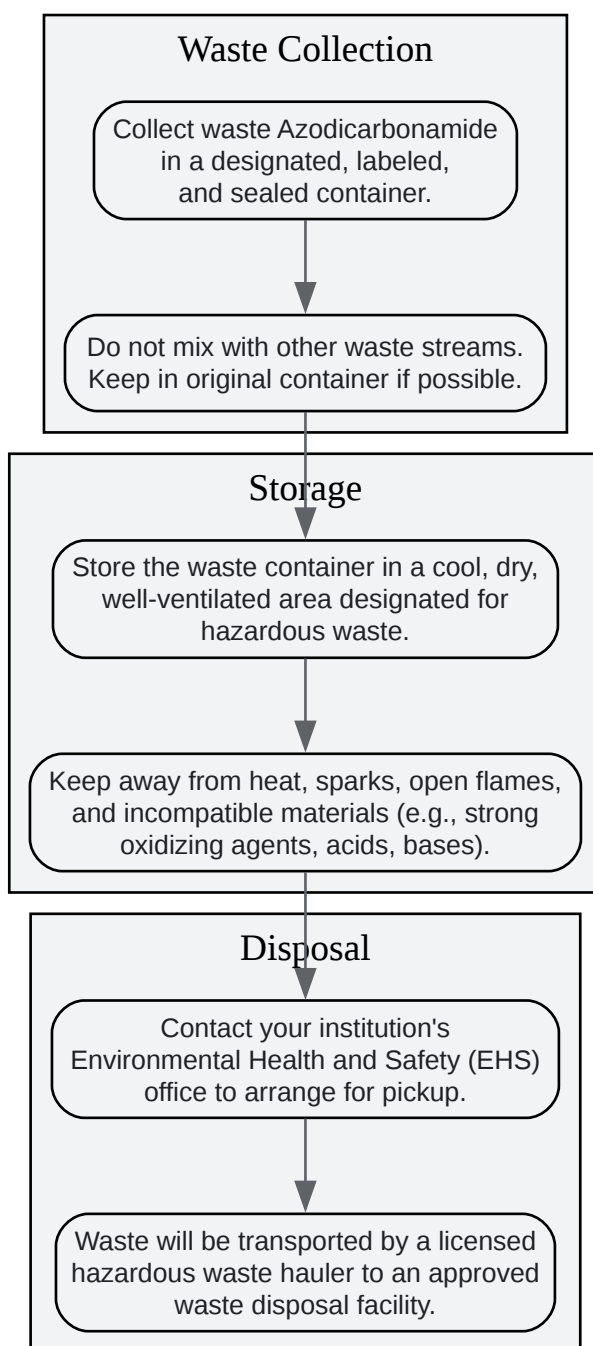 Waste Collection
Collect waste Azodicarbonamide
in a designated, labeled,
and sealed container.
Do not mix with other waste streams.
Keep in original container if possible.
Storage
Store the waste container in a cool, dry,
well-ventilated area designated for
hazardous waste.
Keep away from heat, sparks, open flames,
and incompatible materials (e.g., strong
oxidizing agents, acids, bases).
Disposal
Contact your institution's
Environmental Health and Safety (EHS)
office to arrange for pickup.
Waste will be transported by a licensed
hazardous waste hauler to an approved
waste disposal facility.